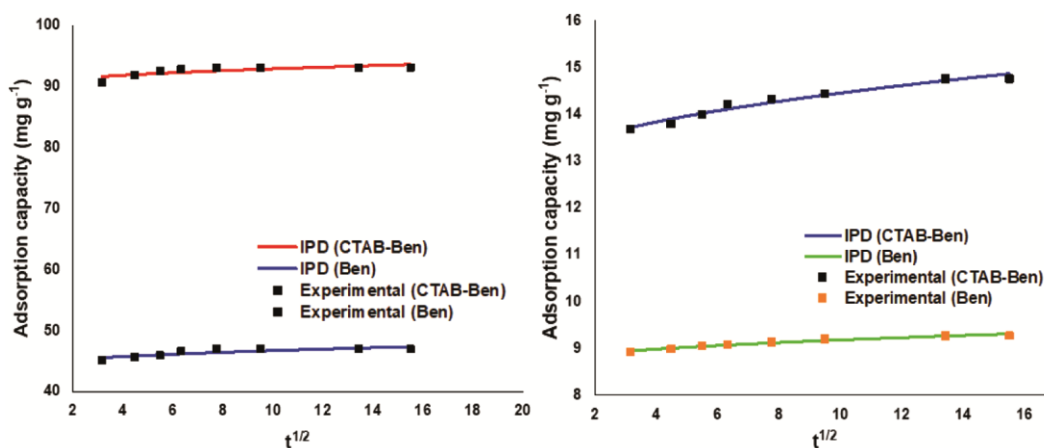 Adsorption capacity (mg g-1)
100
90
80
70
60
50
40
IPD (CTAB-Ben)
IPD (Ben)
Experimental (CTAB-Ben)
Experimental (Ben)
2 4 6 8 10 12 14 16 18 20
t1/2
Adsorption capacity (mg g-1)
16
15
14
13
12
11
10
9
8
IPD (CTAB-Ben)
IPD (Ben)
Experimental (CTAB-Ben)
Experimental (Ben)
2 4 6 8 10 12 14 16
t1/2